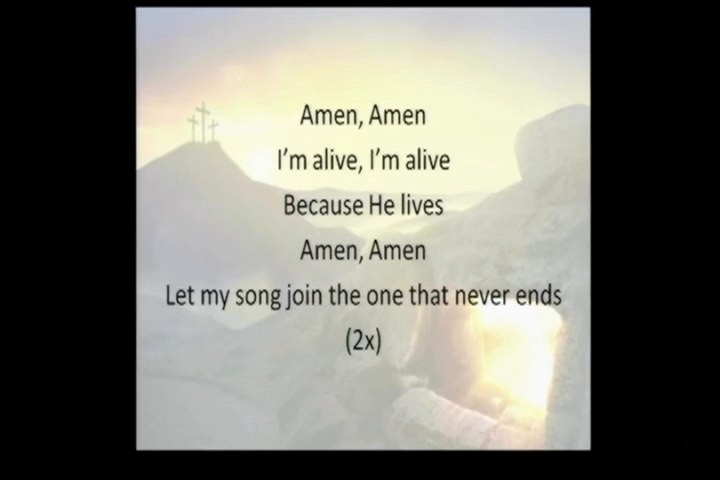 Amen, Amen
I'm alive, I'm alive
Because He lives
Amen, Amen
Let my song join the one that never ends
(2x)